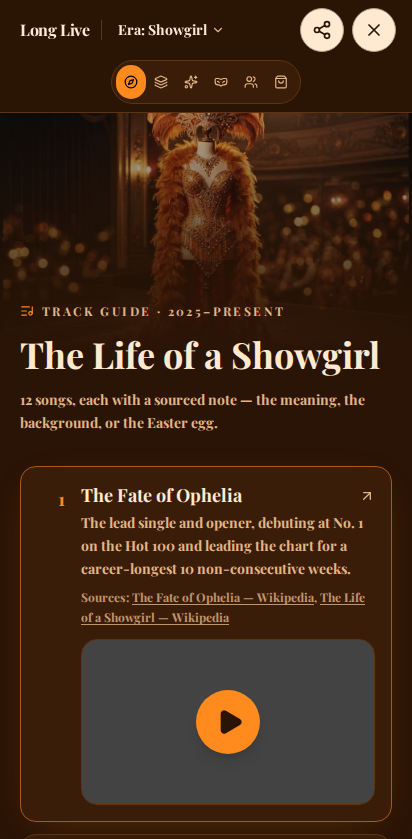 Long Live
Era: Showgirl
TRACK GUIDE · 2025–PRESENT
The Life of a Showgirl
12 songs, each with a sourced note — the meaning, the
background, or the Easter egg.
1
The Fate of Ophelia
The lead single and opener, debuting at No. 1
on the Hot 100 and leading the chart for a
career-longest 10 non-consecutive weeks.
Sources: The Fate of Ophelia — Wikipedia, The Life
of a Showgirl — Wikipedia